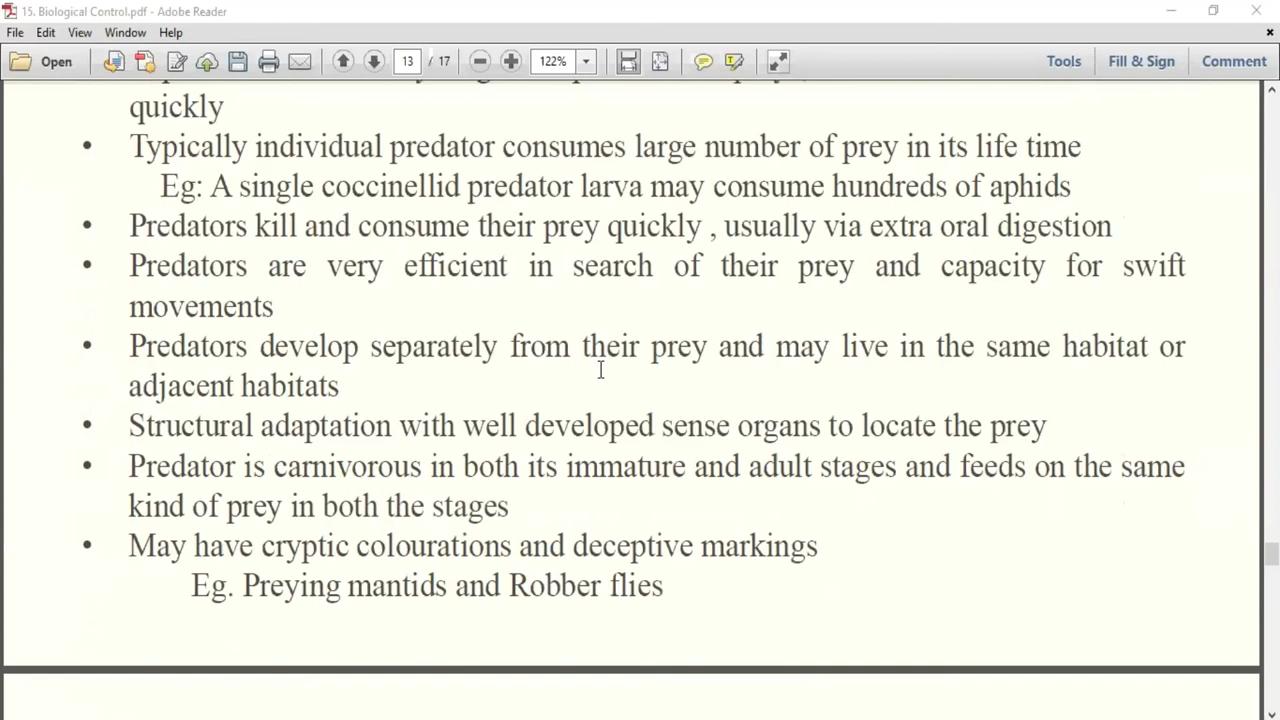 15. Biological Control.pdf - Adobe Reader
File Edit View Window Help
Open 13 / 17 122% Tools Fill & Sign Comment
quickly
• Typically individual predator consumes large number of prey in its life time
Eg: A single coccinellid predator larva may consume hundreds of aphids
• Predators kill and consume their prey quickly , usually via extra oral digestion
• Predators are very efficient in search of their prey and capacity for swift
movements
• Predators develop separately from their prey and may live in the same habitat or
adjacent habitats
• Structural adaptation with well developed sense organs to locate the prey
• Predator is carnivorous in both its immature and adult stages and feeds on the same
kind of prey in both the stages
• May have cryptic colourations and deceptive markings
Eg. Preying mantids and Robber flies